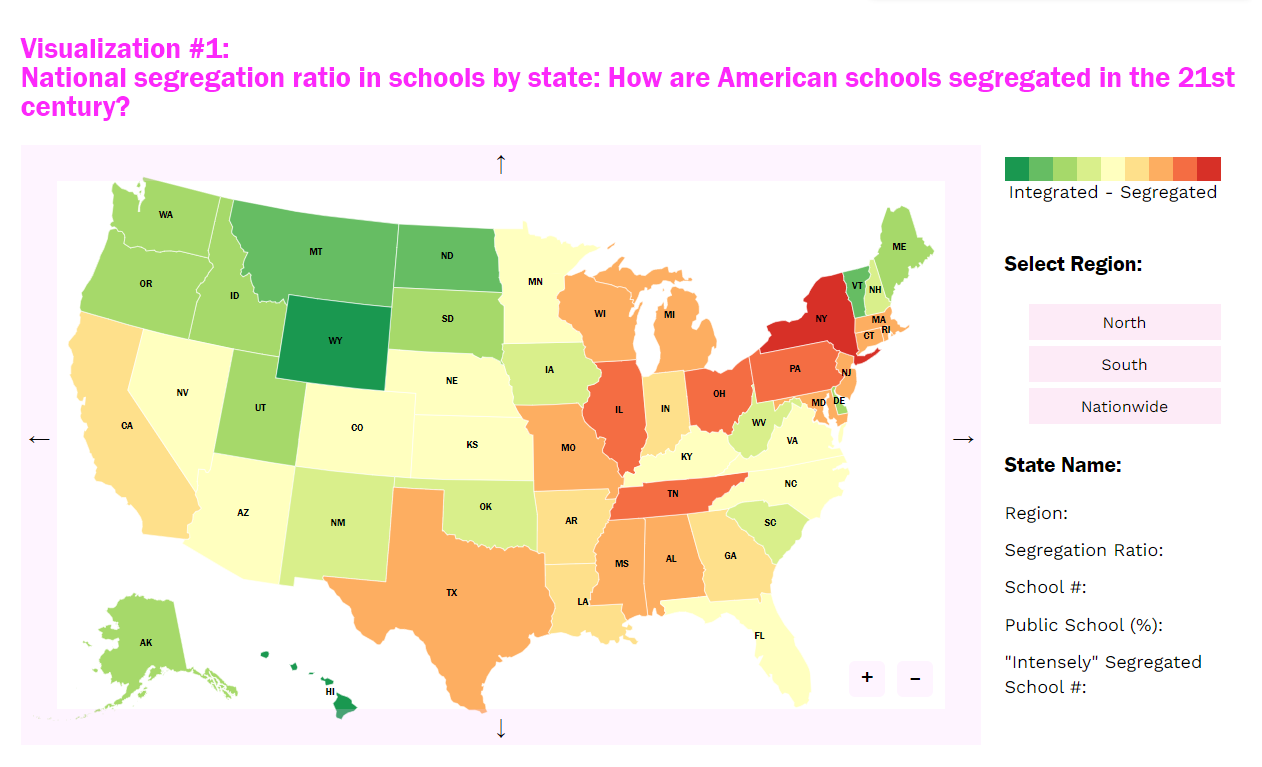 Visualization #1:
National segregation ratio in schools by state: How are American schools segregated in the 21st
century?
↑
Integrated - Segregated
Select Region:
North
South
Nationwide
State Name:
Region:
Segregation Ratio:
School #:
Public School (%):
"Intensely" Segregated
School #:
WA
MT
ND
MN
ME
OR
ID
SD
WI
MI
VT
NH
NY
MA
RI
CT
WY
NE
IA
PA
NJ
NV
UT
CO
IL
IN
OH
MD
DE
WV
CA
KS
MO
KY
VA
←
→
AZ
NM
OK
AR
TN
NC
SC
TX
LA
MS
AL
GA
FL
AK
HI
+
−
↓